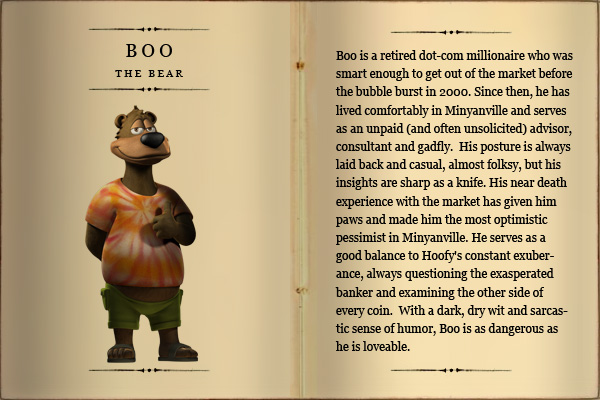 BOO
THE BEAR
Boo is a retired dot-com millionaire who was
smart enough to get out of the market before
the bubble burst in 2000. Since then, he has
lived comfortably in Minyanville and serves
as an unpaid (and often unsolicited) advisor,
consultant and gadfly.  His posture is always
laid back and casual, almost folksy, but his
insights are sharp as a knife. His near death
experience with the market has given him
paws and made him the most optimistic
pessimist in Minyanville. He serves as a
good balance to Hoofy's constant exuber-
ance, always questioning the exasperated
banker and examining the other side of
every coin.  With a dark, dry wit and sarcas-
tic sense of humor, Boo is as dangerous as
he is loveable.